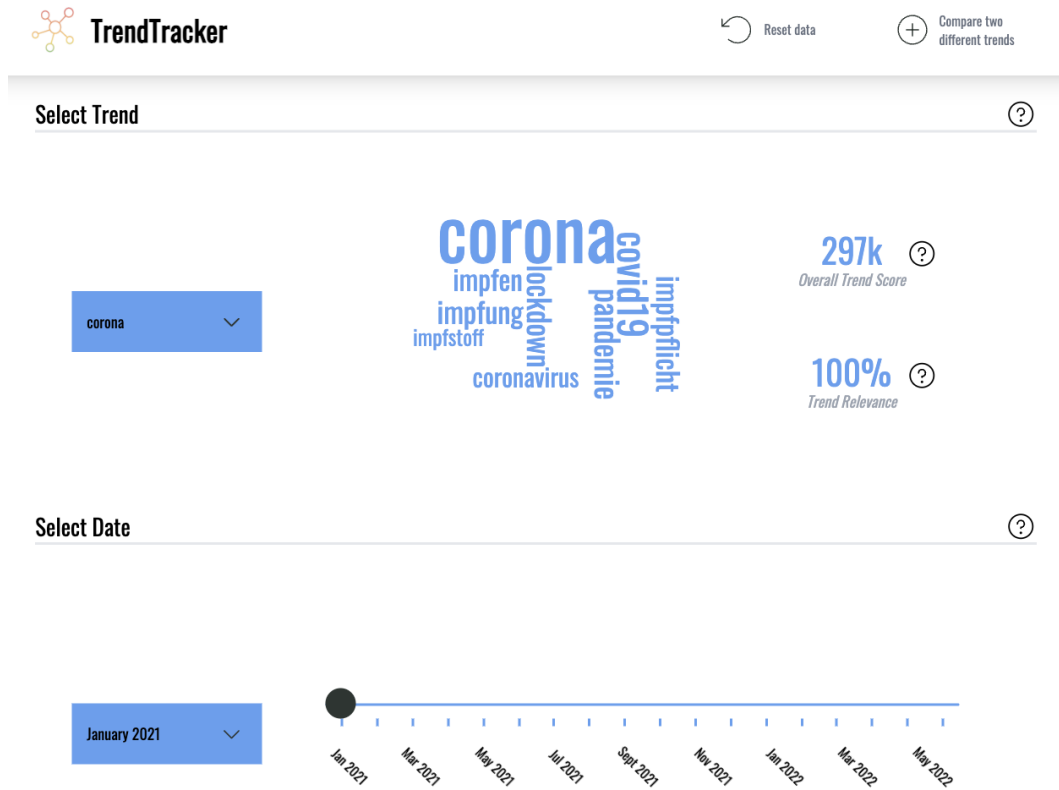 TrendTracker
Reset data
Compare two
different trends
Select Trend
?
corona
corona
covid19
impfen
lockdown
impfpflicht
impfung
pandemie
impfstoff
coronavirus
297k
?
Overall Trend Score
100%
?
Trend Relevance
Select Date
?
January 2021
Jan 2021
Mar 2021
May 2021
Jul 2021
Sept 2021
Nov 2021
Jan 2022
Mar 2022
May 2022